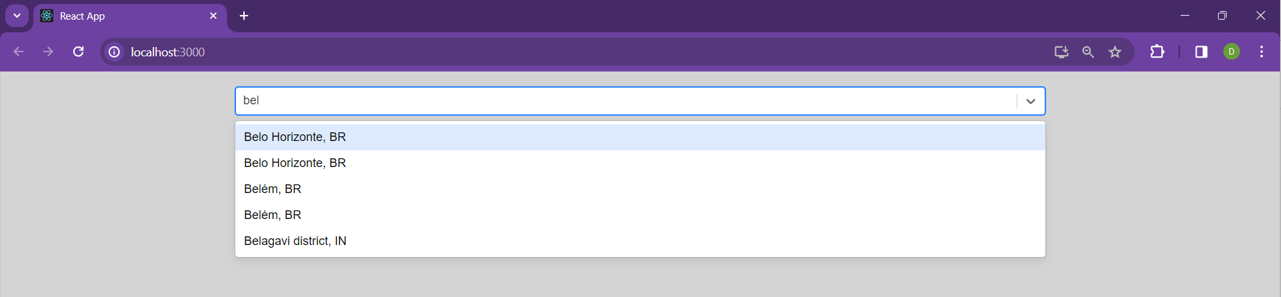 React App
localhost:3000
D
bel
Belo Horizonte, BR
Belo Horizonte, BR
Belém, BR
Belém, BR
Belagavi district, IN